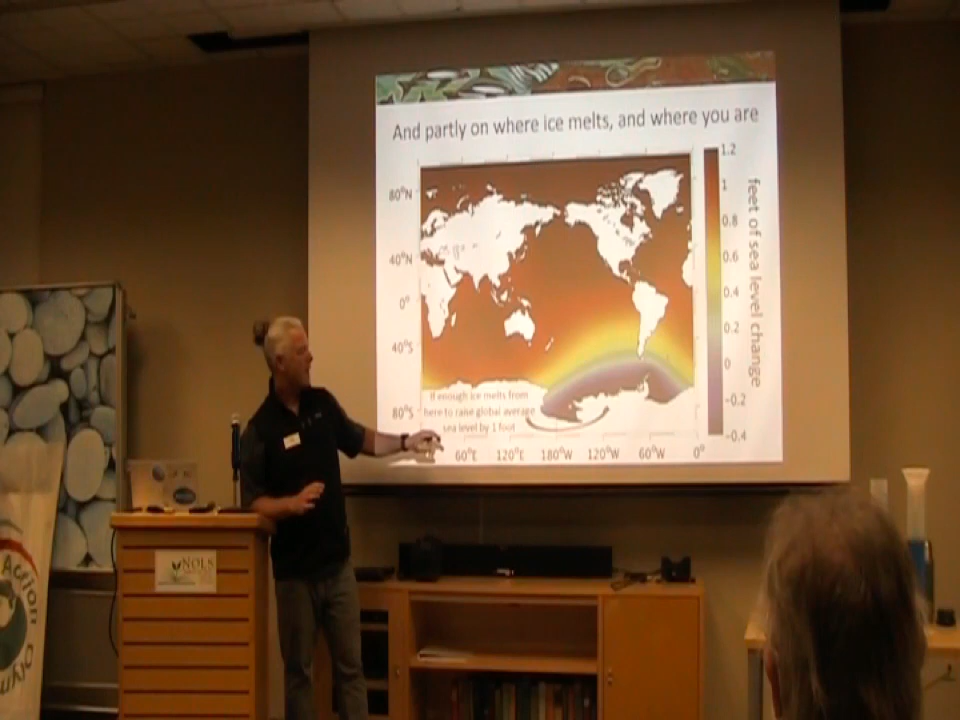 And partly on where ice melts, and where you are
1.2
1
0.8
0.6
0.4
0.2
0
-0.2
-0.4
feet of sea level change
80°N
40°N
0°
40°S
80°S
If enough ice melts from
here to raise global average
sea level by 1 foot
60°E 120°E 180°W 120°W 60°W 0°
NOLS
Action
Olym